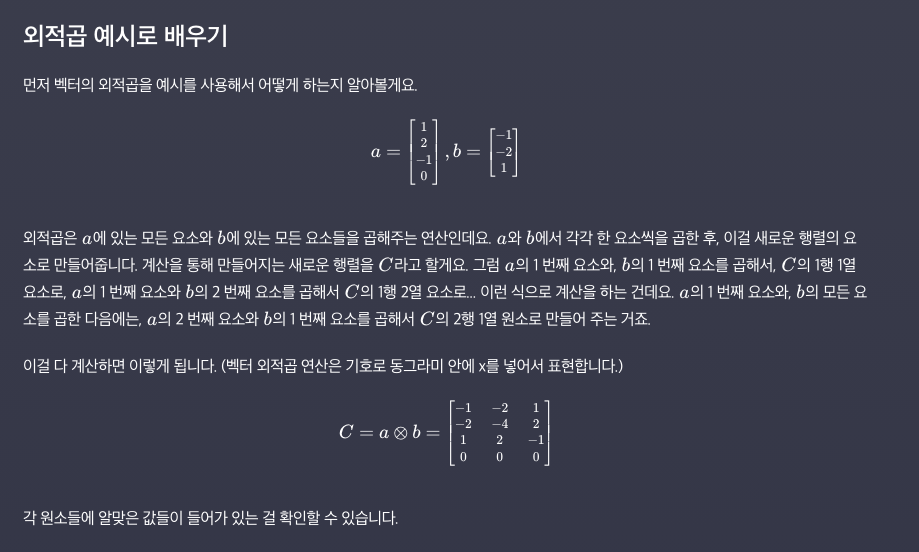 외적곱 예시로 배우기
먼저 벡터의 외적곱을 예시를 사용해서 어떻게 하는지 알아볼게요.
a = [1 2 −1 0], b = [−1 −2 1]
외적곱은 a에 있는 모든 요소와 b에 있는 모든 요소들을 곱해주는 연산인데요. a와 b에서 각각 한 요소씩을 곱한 후, 이걸 새로운 행렬의 요
소로 만들어줍니다. 계산을 통해 만들어지는 새로운 행렬을 C라고 할게요. 그럼 a의 1 번째 요소와, b의 1 번째 요소를 곱해서, C의 1행 1열
요소로, a의 1 번째 요소와 b의 2 번째 요소를 곱해서 C의 1행 2열 요소로... 이런 식으로 계산을 하는 건데요. a의 1 번째 요소와, b의 모든 요
소를 곱한 다음에는, a의 2 번째 요소와 b의 1 번째 요소를 곱해서 C의 2행 1열 원소로 만들어 주는 거죠.
이걸 다 계산하면 이렇게 됩니다. (벡터 외적곱 연산은 기호로 동그라미 안에 x를 넣어서 표현합니다.)
C = a ⊗ b = [−1 −2 1
−2 −4 2
1 2 −1
0 0 0]
각 원소들에 알맞은 값들이 들어가 있는 걸 확인할 수 있습니다.